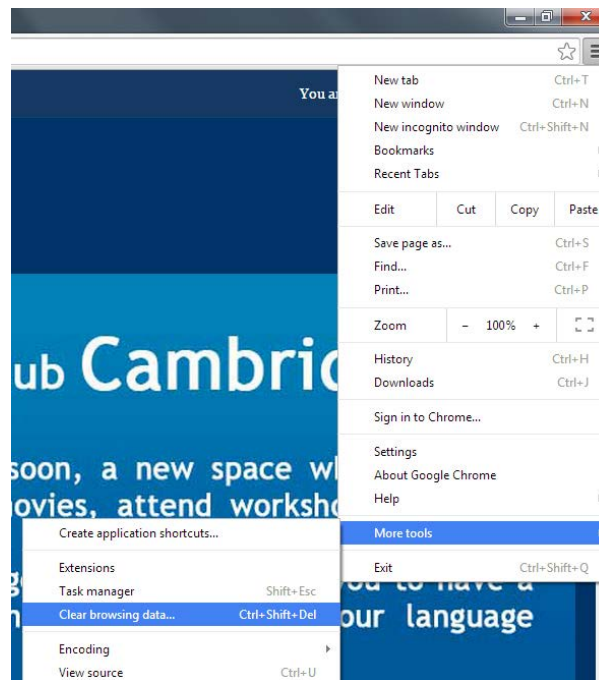 You a
New tab Ctrl+T
New window Ctrl+N
New incognito window Ctrl+Shift+N
Bookmarks
Recent Tabs
Edit Cut Copy Paste
Save page as... Ctrl+S
Find... Ctrl+F
Print... Ctrl+P
Zoom - 100% +
History Ctrl+H
Downloads Ctrl+J
Sign in to Chrome...
Settings
About Google Chrome
Help
More tools
Exit Ctrl+Shift+Q
ub Cambri
soon, a new space w
ovies, attend worksho
Create application shortcuts...
Extensions
Task manager Shift+Esc
Clear browsing data... Ctrl+Shift+Del
Encoding
View source Ctrl+U
you to have a
our language